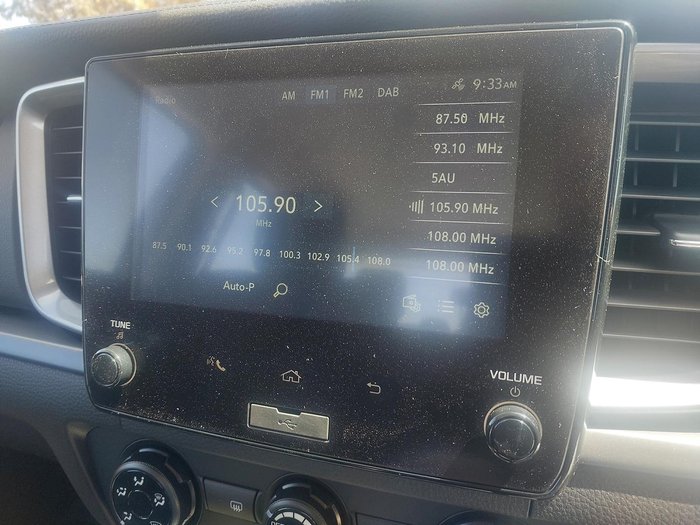 Radio
AM FM1 FM2 DAB
9:33AM
87.50 MHz
93.10 MHz
5AU
105.90 MHz
108.00 MHz
108.00 MHz
105.90
MHz
87.5 90.1 92.6 95.2 97.8 100.3 102.9 105.4 108.0
Auto-P
TUNE
VOLUME